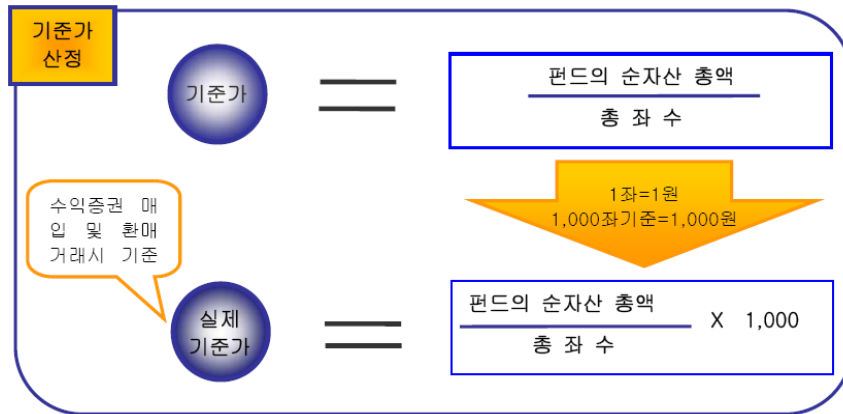 기준가
산정
기준가
펀드의 순자산 총액
총 좌 수
1좌=1원
1,000좌기준=1,000원
수익증권 매
입 및 환매
거래시 기준
실제
기준가
펀드의 순자산 총액
총 좌 수
X 1,000